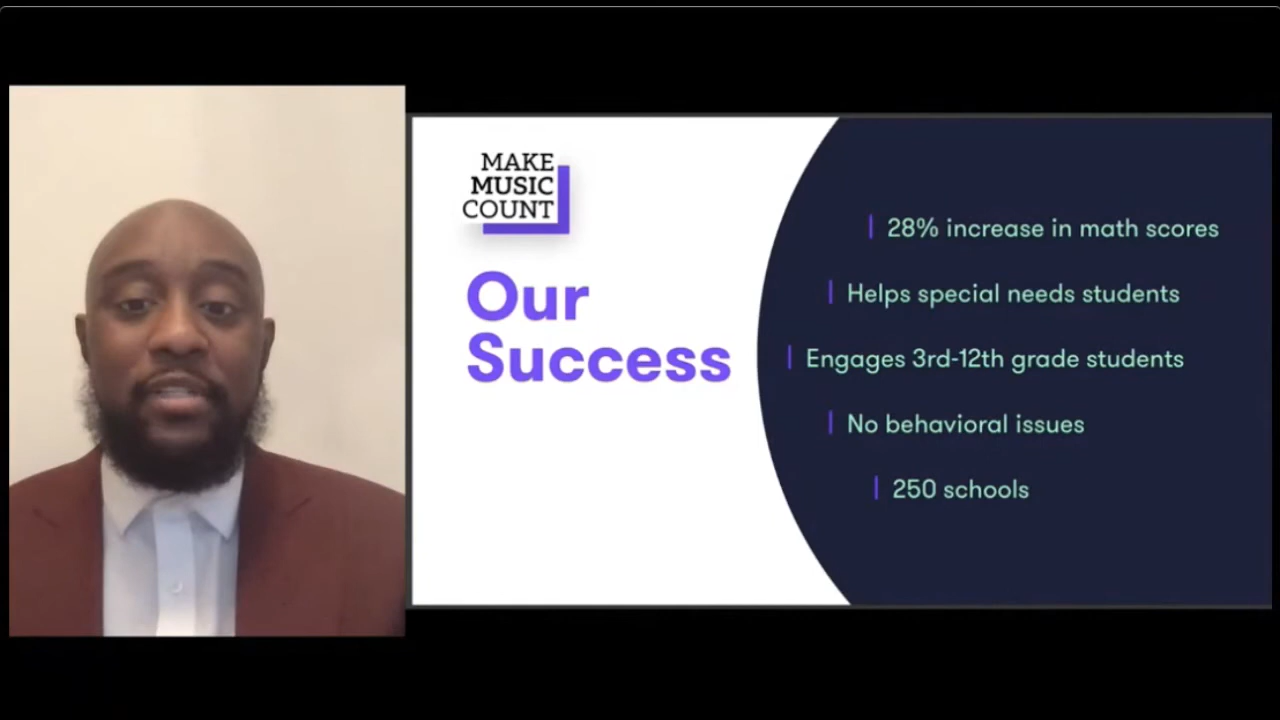 MAKE
MUSIC
COUNT
Our
Success
28% increase in math scores
Helps special needs students
Engages 3rd-12th grade students
No behavioral issues
250 schools